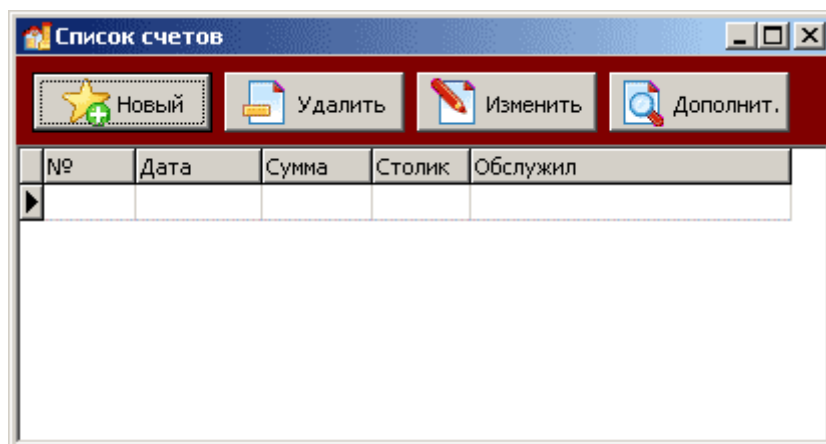 Список счетов
Новый Удалить Изменить Дополнит.
№ Дата Сумма Столик Обслужил